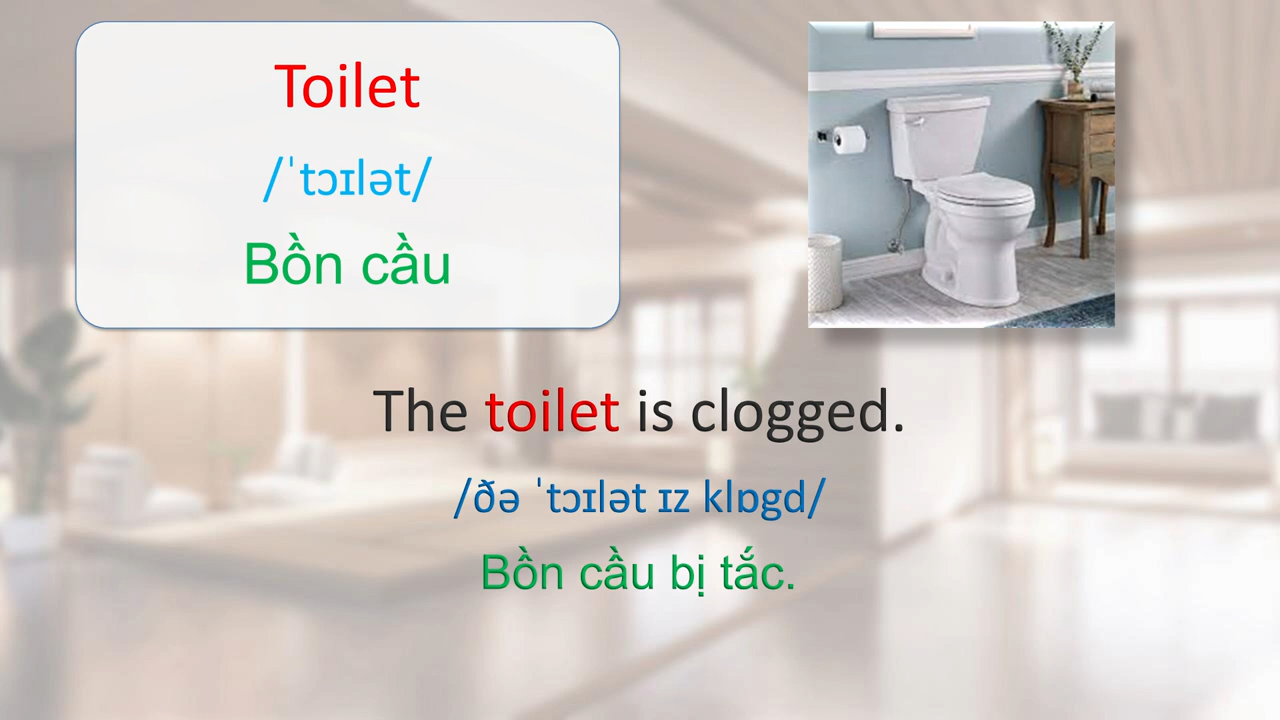 Toilet
/ˈtɔɪlət/
Bồn cầu
The toilet is clogged.
/ðə ˈtɔɪlət ɪz klɒgd/
Bồn cầu bị tắc.